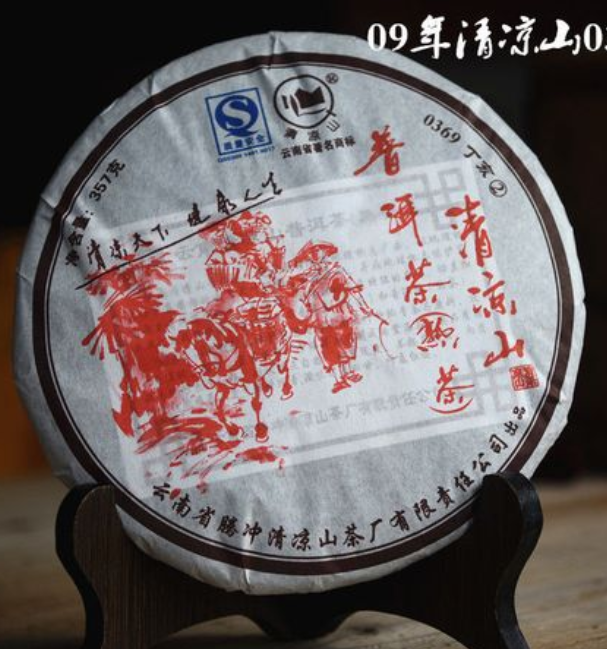 09年清凉山03
质量安全
清凉山
®
云南省著名商标
0369 丁亥②
净含量：357克
清凉天下 健康人生
普洱茶(熟茶)
清凉山
云南省腾冲清凉山茶厂有限责任公司 出品